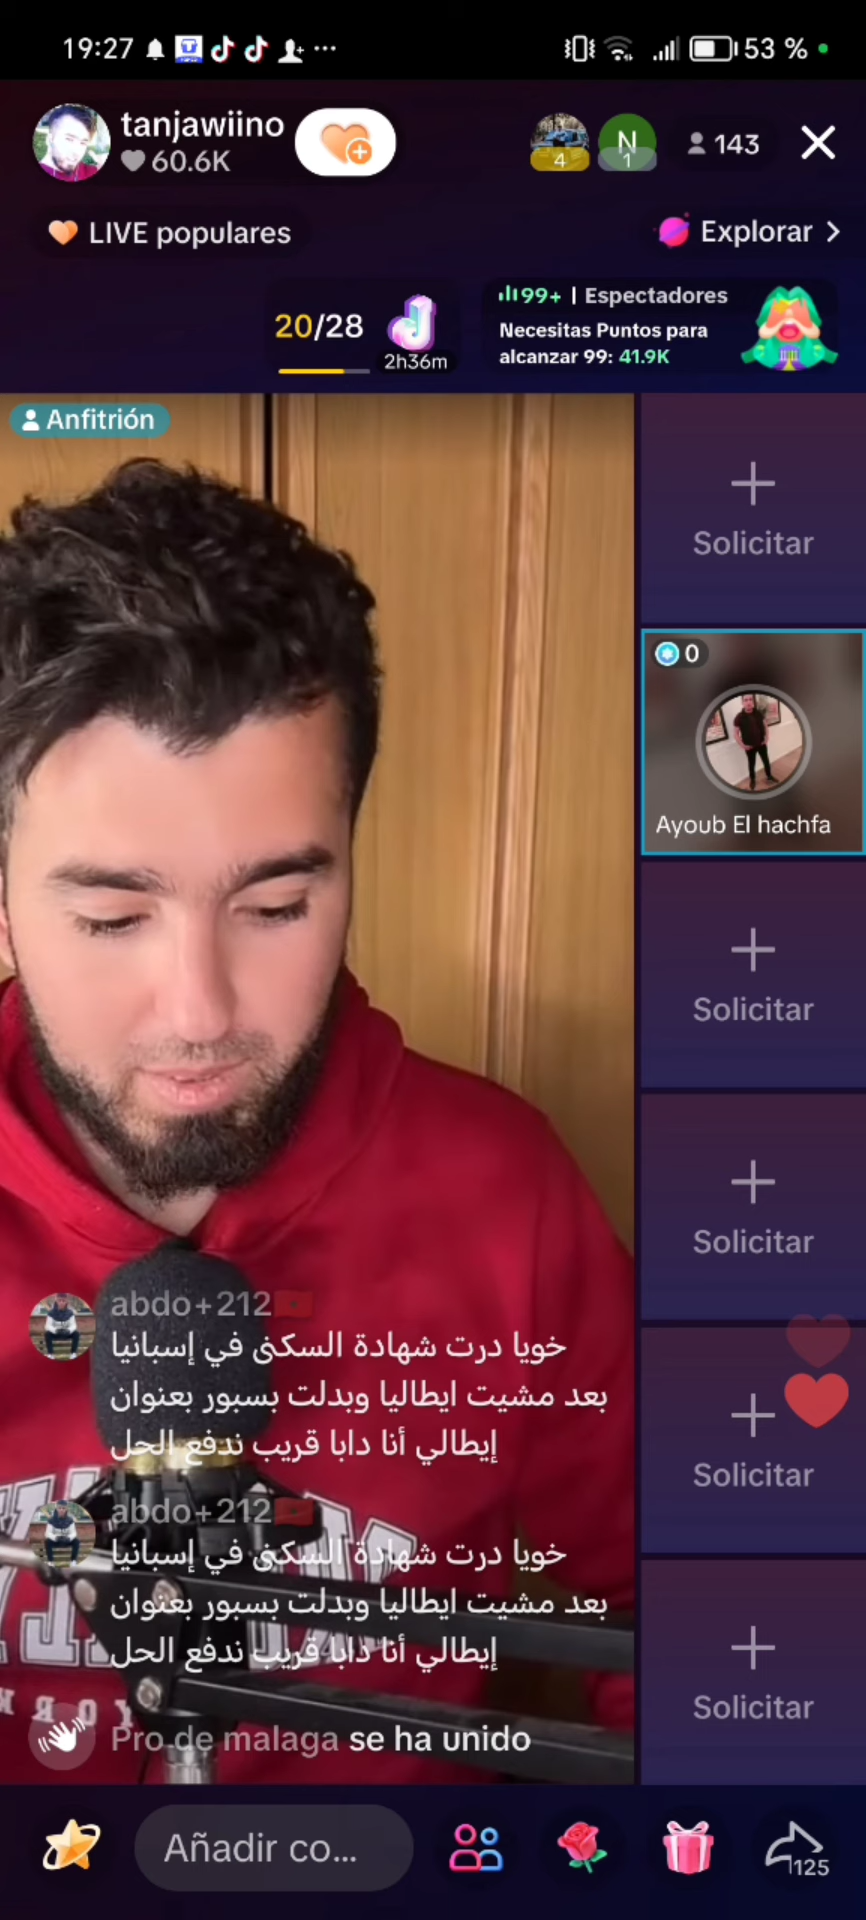 19:27
53 %
tanjawiino
60.6K
4
N
1
143
LIVE populares
Explorar
20/28
2h36m
99+ | Espectadores
Necesitas Puntos para
alcanzar 99: 41.9K
Anfitrión
Solicitar
0
Ayoub El hachfa
Solicitar
Solicitar
Solicitar
Solicitar
abdo+212
خويا درت شهادة السكنى في إسبانيا
بعد مشيت ايطاليا وبدلت بسبور بعنوان
إيطالي أنا دابا قريب ندفع الحل
abdo+212
خويا درت شهادة السكنى في إسبانيا
بعد مشيت ايطاليا وبدلت بسبور بعنوان
إيطالي أنا دابا قريب ندفع الحل
Pro de malaga se ha unido
Añadir co...
125